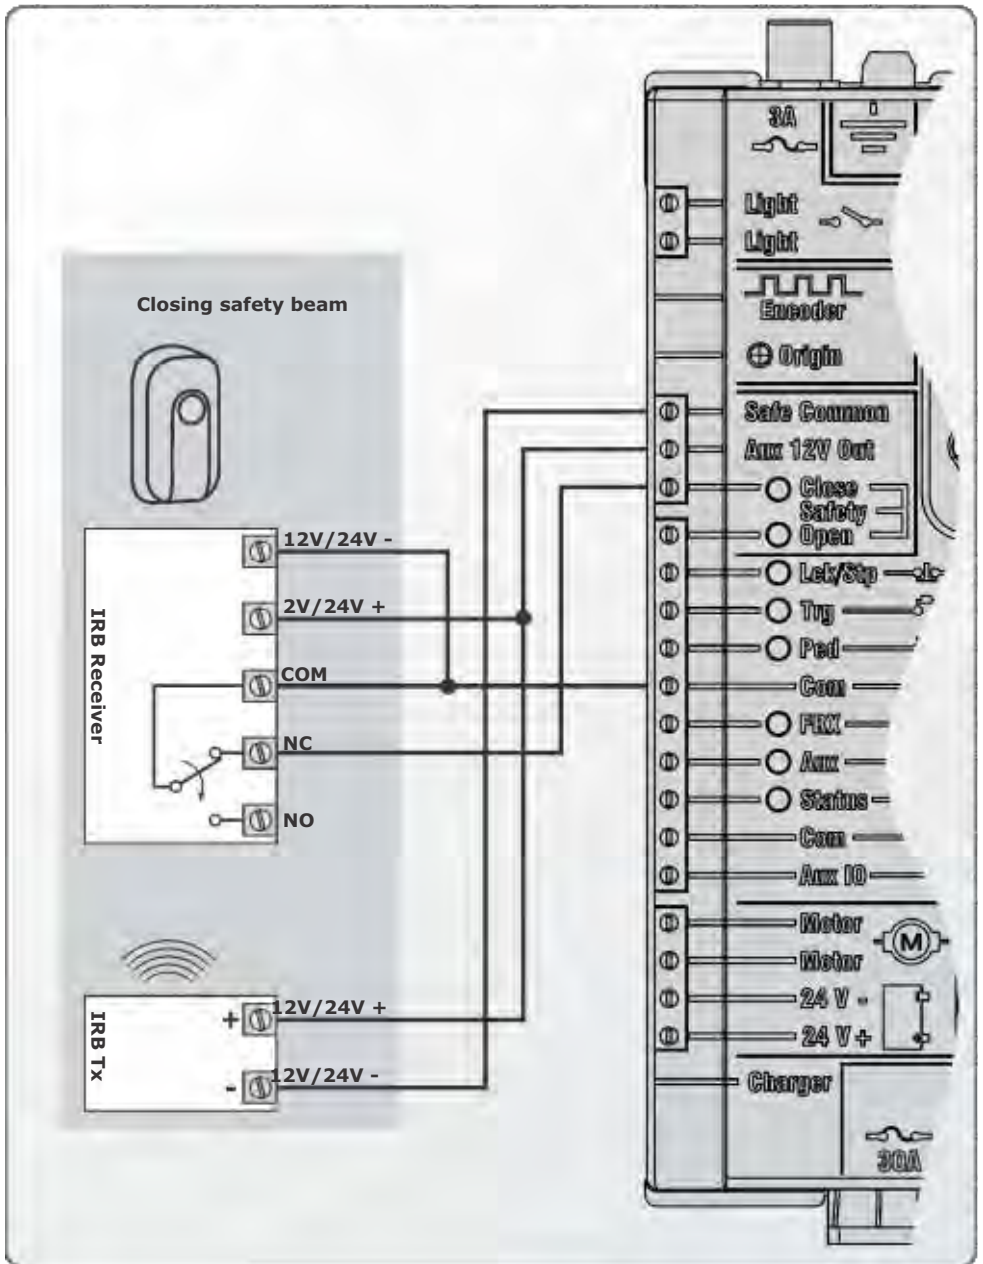 Closing safety beam
IRB Receiver
12V/24V -
2V/24V +
COM
NC
NO
IRB Tx
+
12V/24V +
-
12V/24V -
3A
Light
Light
Encoder
Origin
Safe Common
Aux 12V Out
Close
Safety
Open
Lck/Stp
Trg
Ped
Com
FRX
Aux
Status
Com
Aux IO
Motor
M
Motor
24 V -
24 V +
Charger
30A